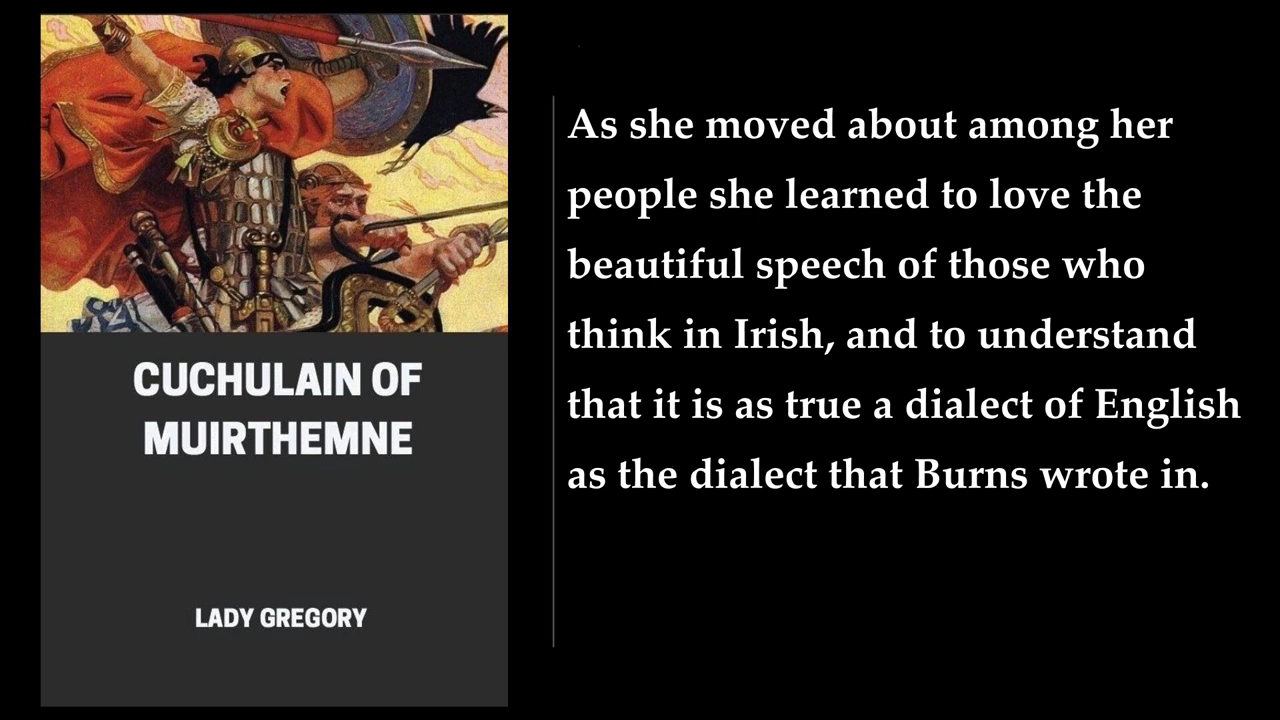 CUCHULAIN OF
MUIRTHEMNE
LADY GREGORY
As she moved about among her
people she learned to love the
beautiful speech of those who
think in Irish, and to understand
that it is as true a dialect of English
as the dialect that Burns wrote in.